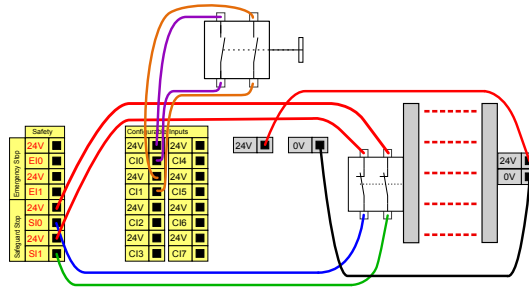 Safety
Emergency Stop
24V
EI0
24V
EI1
Safeguard Stop
24V
SI0
24V
SI1
Configurable Inputs
24V 24V
CI0 CI4
24V 24V
CI1 CI5
24V 24V
CI2 CI6
24V 24V
CI3 CI7
24V
0V
24V
0V